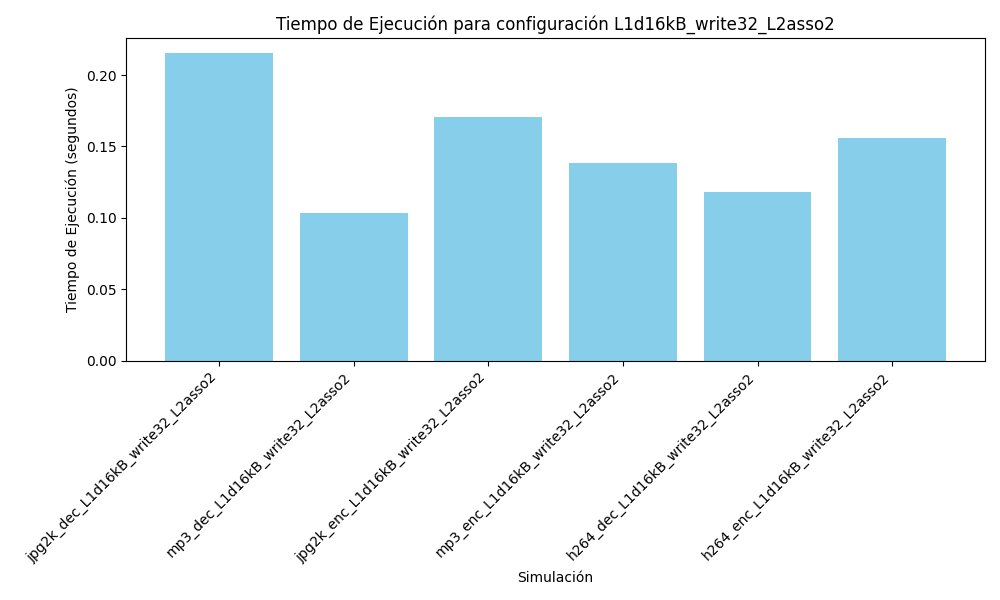 Tiempo de Ejecución para configuración L1d16kB_write32_L2asso2
Tiempo de Ejecución (segundos)
0.20
0.15
0.10
0.05
0.00
jpg2k_dec_L1d16kB_write32_L2asso2
mp3_dec_L1d16kB_write32_L2asso2
jpg2k_enc_L1d16kB_write32_L2asso2
mp3_enc_L1d16kB_write32_L2asso2
h264_dec_L1d16kB_write32_L2asso2
h264_enc_L1d16kB_write32_L2asso2
Simulación